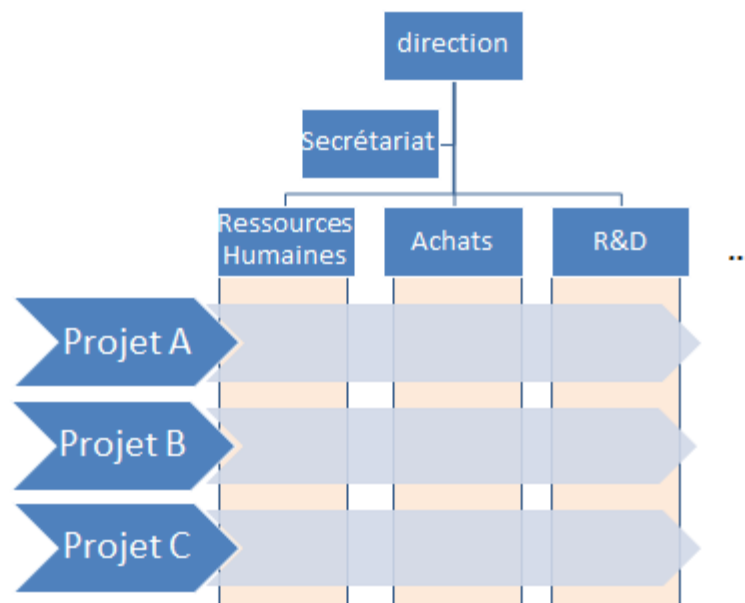 direction
Secrétariat
Ressources
Humaines
Achats
R&D
..
Projet A
Projet B
Projet C